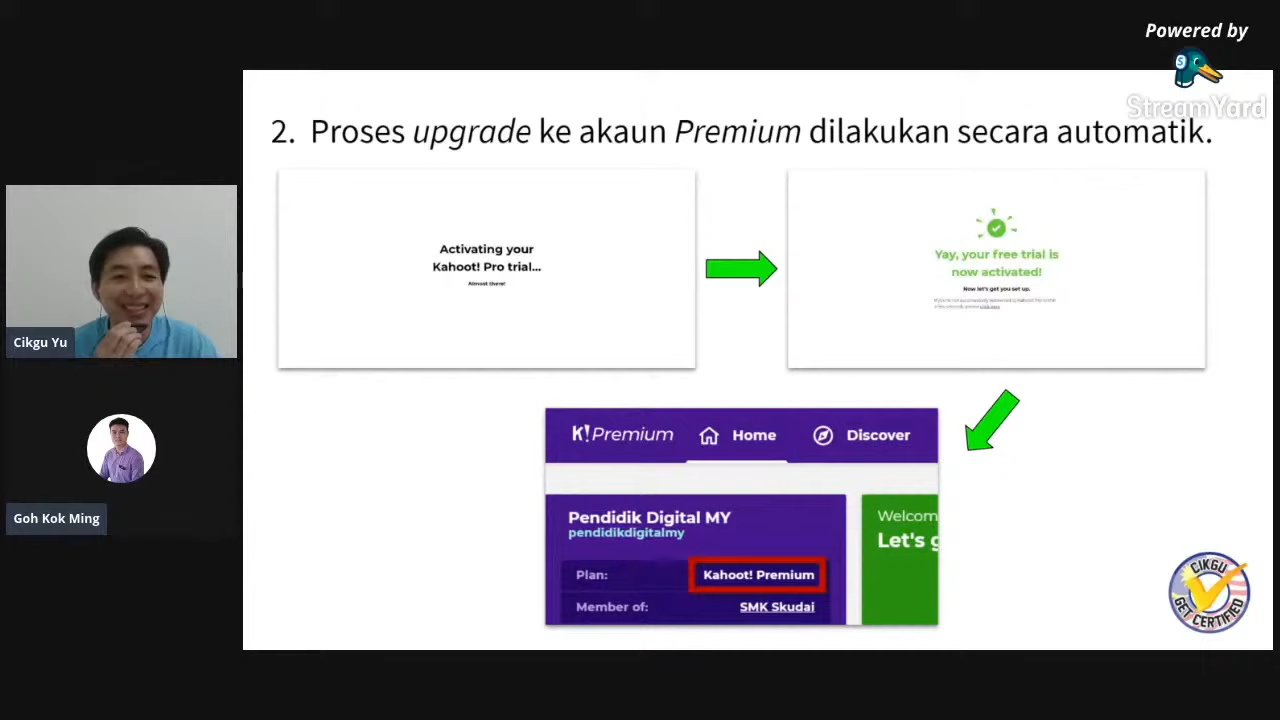 Powered by
StreamYard
2. Proses upgrade ke akaun Premium dilakukan secara automatik.
Activating your
Kahoot! Pro trial...
Almost there!
Yay, your free trial is
now activated!
Now let's get you set up.
Cikgu Yu
Goh Kok Ming
K! Premium
Home
Discover
Pendidik Digital MY
pendidikdigitalmy
Plan: Kahoot! Premium
Member of: SMK Skudai
Welcom
Let's g
CIKGU
GET CERTIFIED